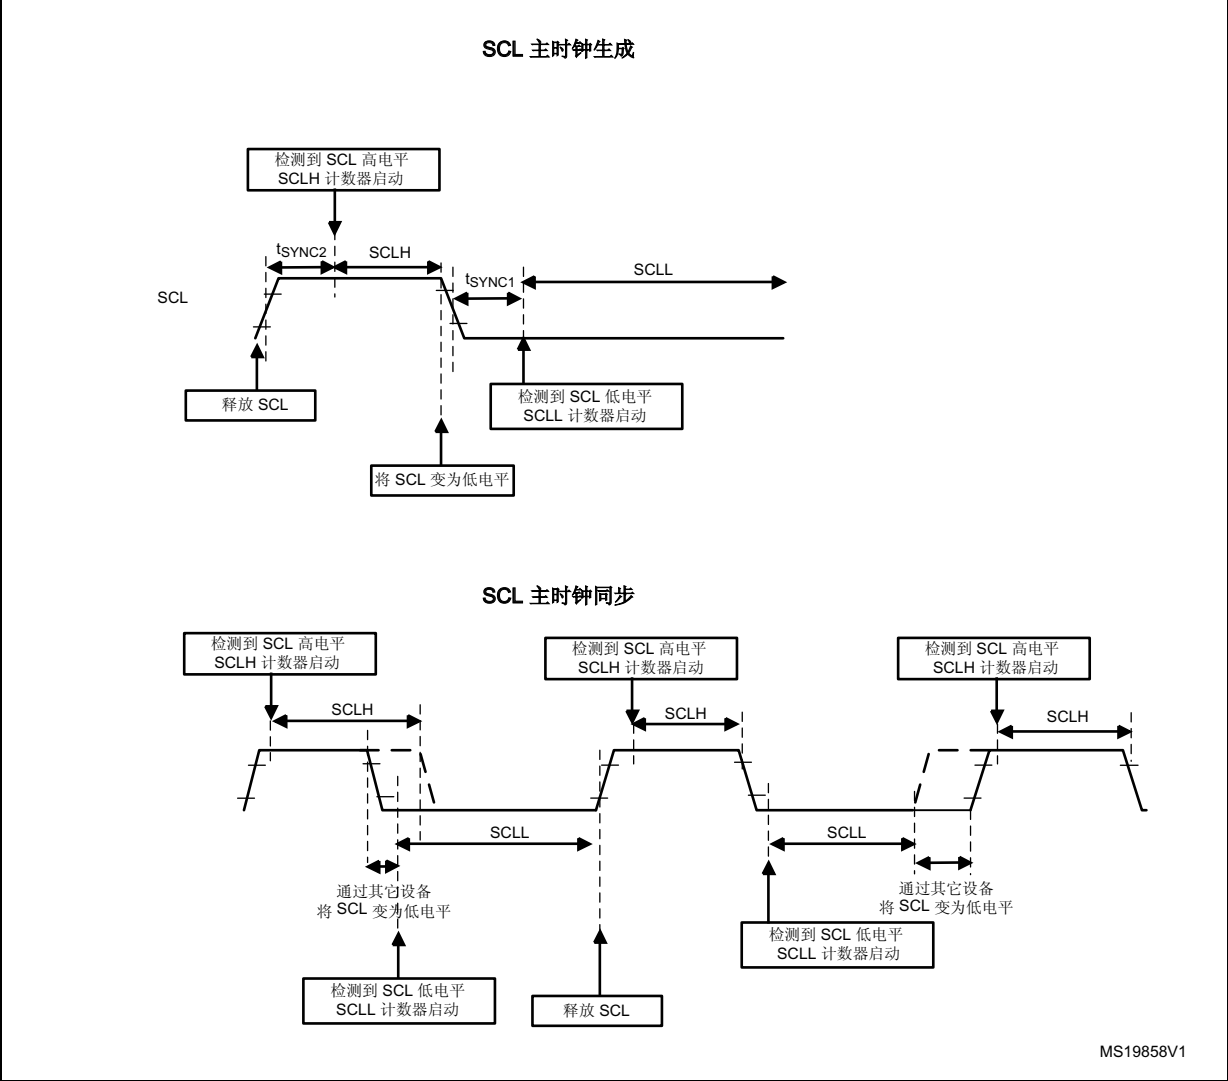 SCL 主时钟生成
检测到 SCL 高电平
SCLH 计数器启动
tSYNC2
SCLH
SCLL
tSYNC1
SCL
检测到 SCL 低电平
SCLL 计数器启动
释放 SCL
将 SCL 变为低电平
SCL 主时钟同步
检测到 SCL 高电平
SCLH 计数器启动
检测到 SCL 高电平
SCLH 计数器启动
检测到 SCL 高电平
SCLH 计数器启动
SCLH
SCLH
SCLH
SCLL
SCLL
通过其它设备
将 SCL 变为低电平
通过其它设备
将 SCL 变为低电平
检测到 SCL 低电平
SCLL 计数器启动
检测到 SCL 低电平
SCLL 计数器启动
释放 SCL
MS19858V1